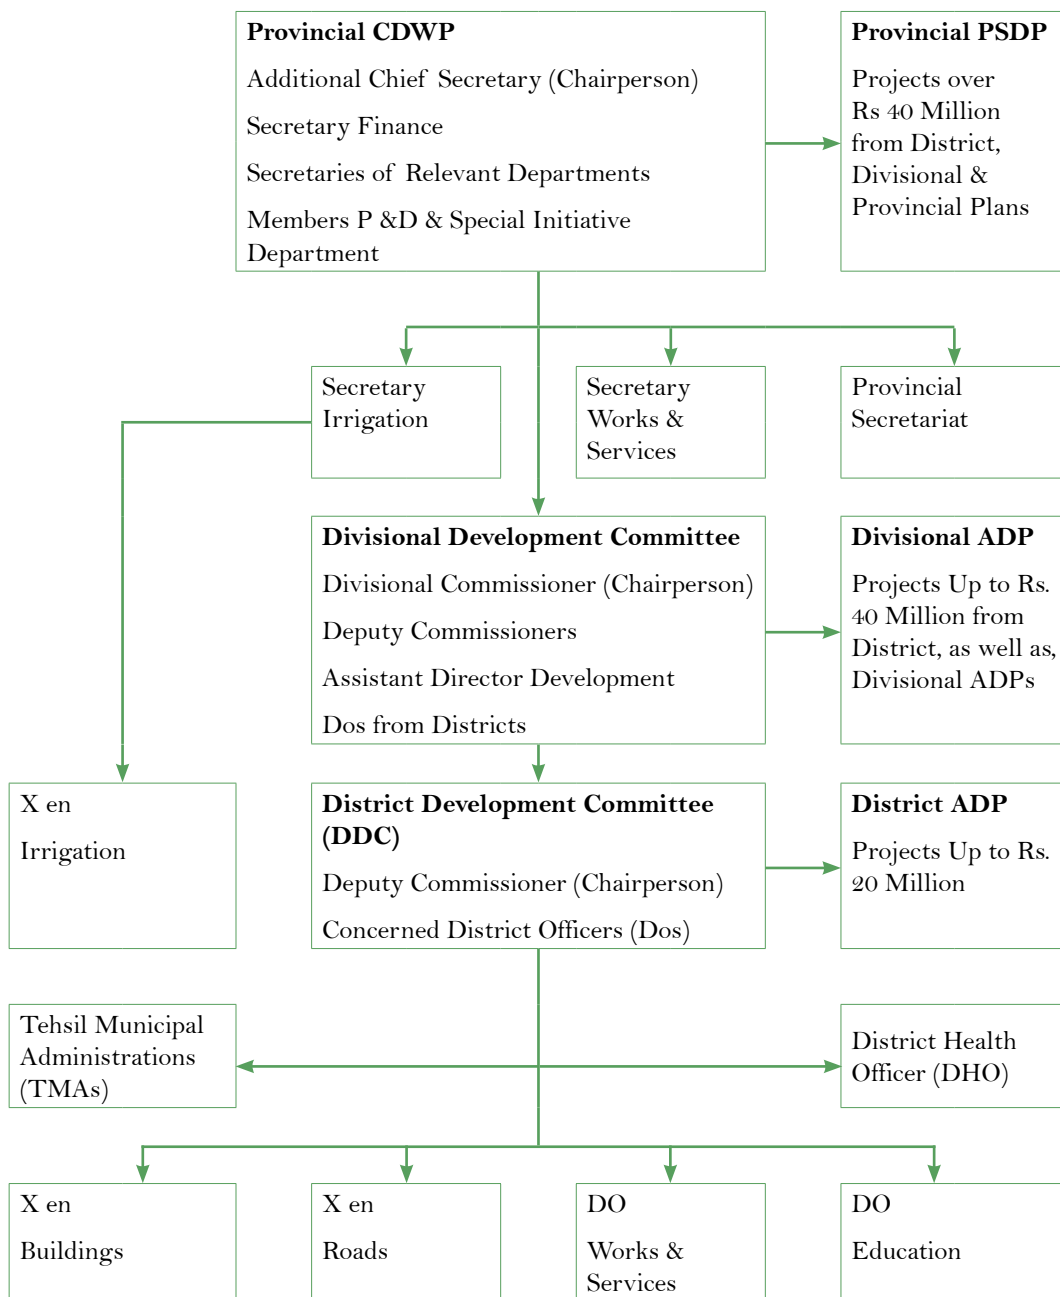 Provincial CDWP
Additional Chief Secretary (Chairperson)
Secretary Finance
Secretaries of Relevant Departments
Members P &D & Special Initiative
Department
Provincial PSDP
Projects over
Rs 40 Million
from District,
Divisional &
Provincial Plans
Secretary
Irrigation
Secretary
Works &
Services
Provincial
Secretariat
Divisional Development Committee
Divisional Commissioner (Chairperson)
Deputy Commissioners
Assistant Director Development
Dos from Districts
Divisional ADP
Projects Up to Rs.
40 Million from
District, as well as,
Divisional ADPs
X en
Irrigation
District Development Committee
(DDC)
Deputy Commissioner (Chairperson)
Concerned District Officers (Dos)
District ADP
Projects Up to Rs.
20 Million
Tehsil Municipal
Administrations
(TMAs)
District Health
Officer (DHO)
X en
Buildings
X en
Roads
DO
Works &
Services
DO
Education